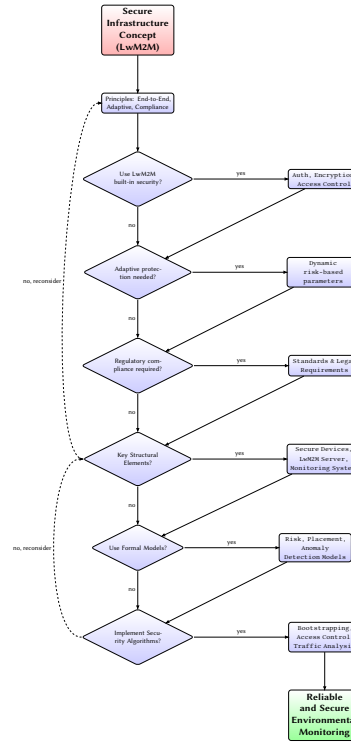 Secure
Infrastructure
Concept
(LwM2M)
Principles: End-to-End,
Adaptive, Compliance
Use LwM2M
built-in security?
yes
Auth, Encryption,
Access Control
no
Adaptive protec-
tion needed?
yes
Dynamic
risk-based
parameters
no, reconsider
no
Regulatory com-
pliance required?
yes
Standards & Legal
Requirements
no
Key Structural
Elements?
yes
Secure Devices,
LwM2M Server,
Monitoring System
no
Use Formal Models?
yes
Risk, Placement,
Anomaly
Detection Models
no, reconsider
no
Implement Secu-
rity Algorithms?
yes
Bootstrapping,
Access Control
Traffic Analysis
Reliable
and Secure
Environmental
Monitoring